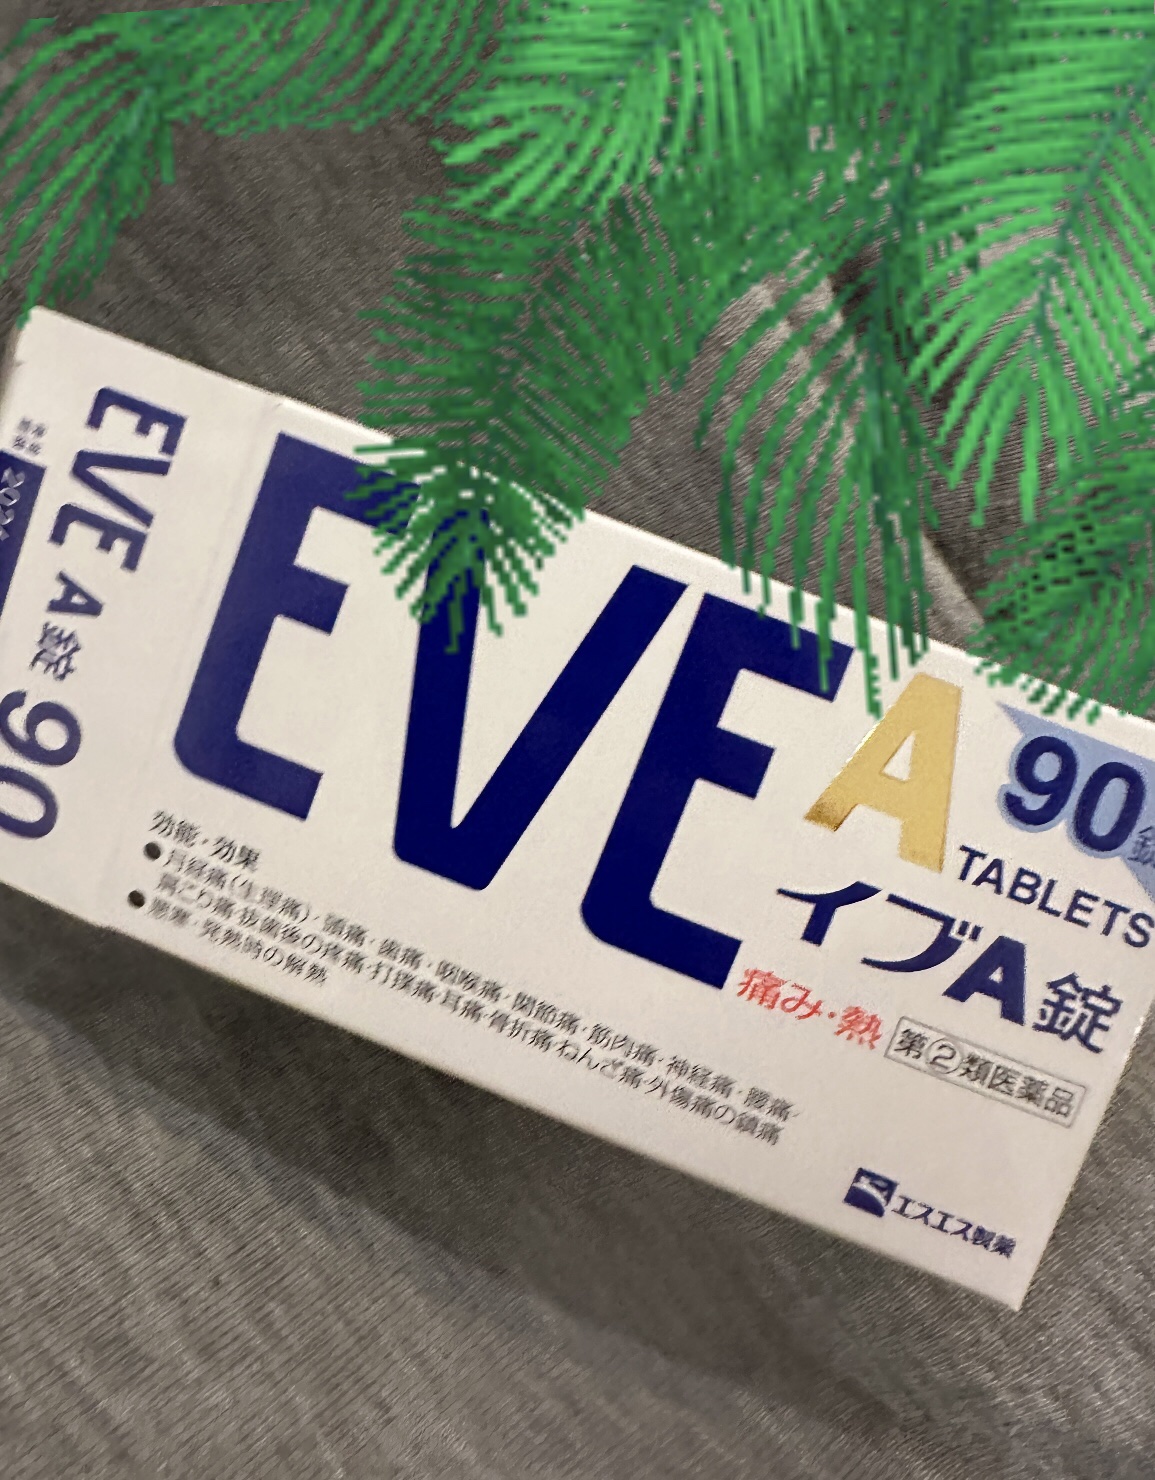 EVE A錠 90
EVE A
90錠
TABLETS
イブA錠
痛み・熱
第②類医薬品
効能・効果
●月経痛(生理痛)・頭痛・歯痛・咽喉痛・関節痛・筋肉痛・神経痛・腰痛・
肩こり痛・抜歯後の疼痛・打撲痛・耳痛・骨折痛・ねんざ痛・外傷痛の鎮痛
●悪寒・発熱時の解熱
エスエス製薬